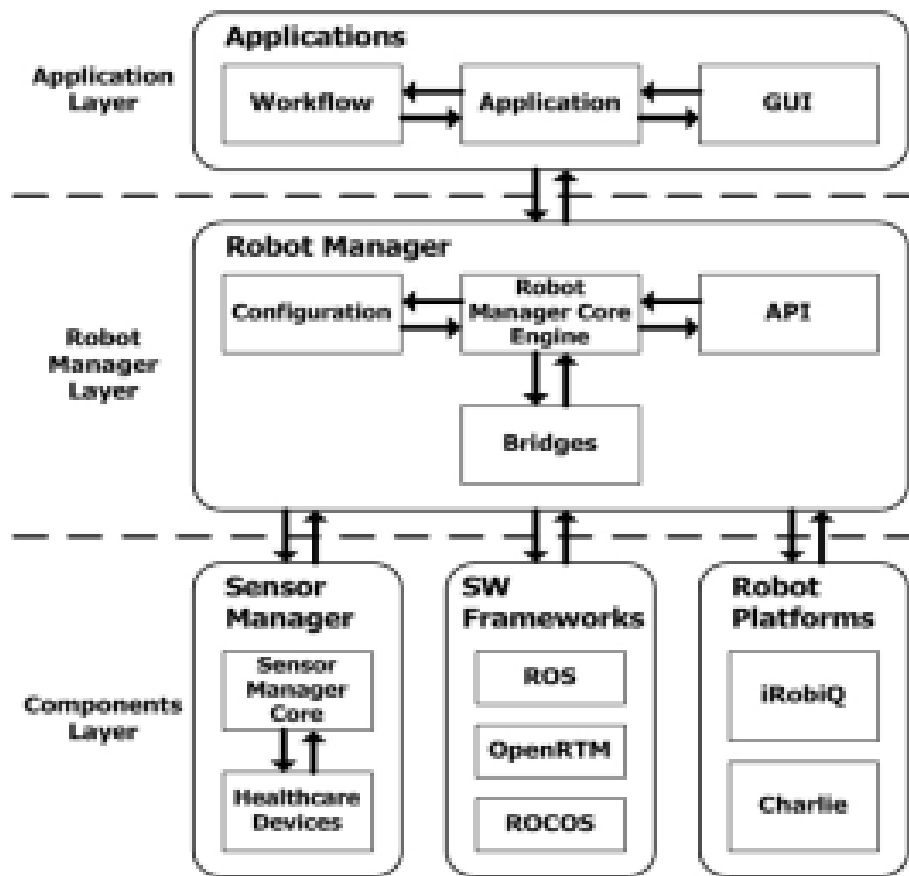 Applications
Application
Layer
Workflow
Application
GUI
Robot Manager
Robot
Manager
Layer
Configuration
Robot
Manager Core
Engine
API
Bridges
Components
Layer
Sensor
Manager
Sensor
Manager
Core
Healthcare
Devices
SW
Frameworks
ROS
OpenRTM
ROCOS
Robot
Platforms
iRobiQ
Charlie